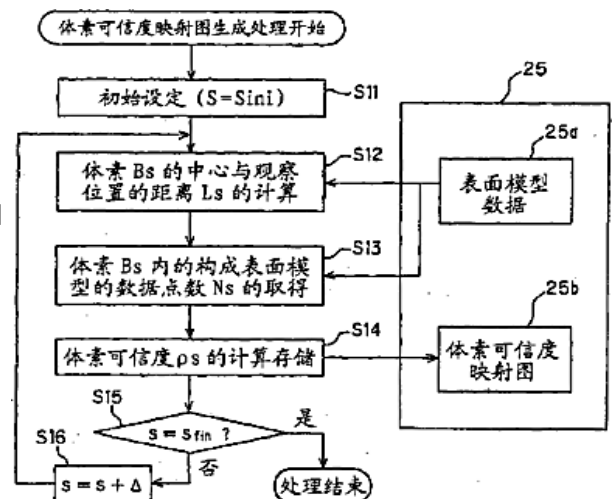 体素可信度映射图生成处理开始
S11
初始设定 (S=Sini)
25
S12
25a
体素 Bs 的中心与观察
位置的距离 Ls 的计算
表面模型
数据
S13
体素 Bs 内的构成表面模
型的数据点数 Ns 的取得
25b
S14
体素可信度 ρs 的计算存储
体素可信度
映射图
S15
s = sfin ?
是
S16
否
s = s + Δ
处理结束